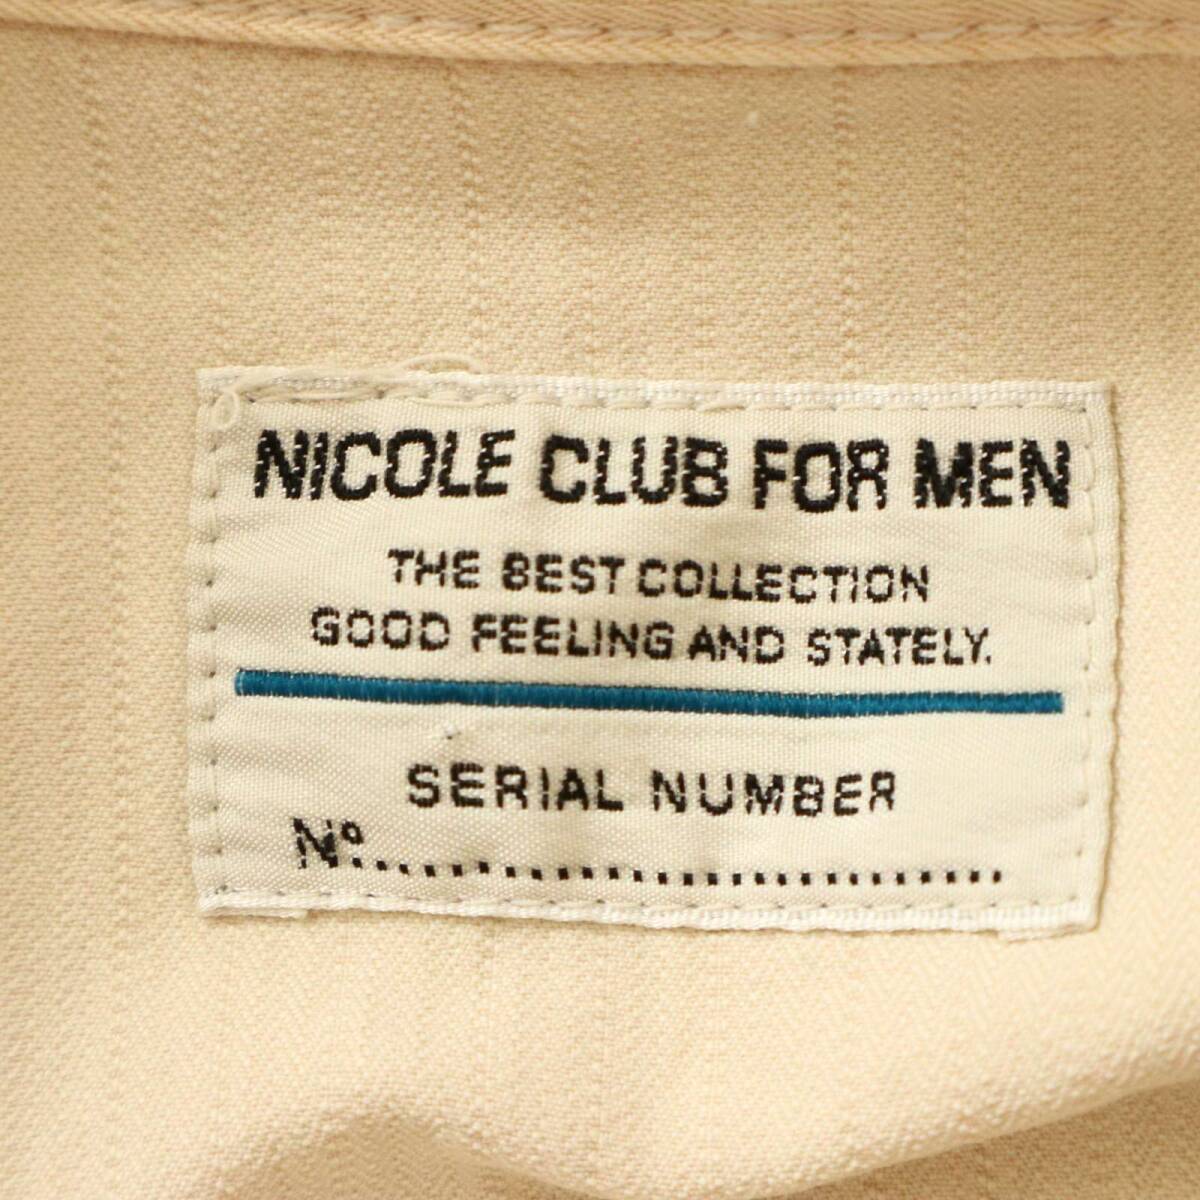 NICOLE CLUB FOR MEN
THE BEST COLLECTION
GOOD FEELING AND STATELY.
SERIAL NUMBER
Nº..........................